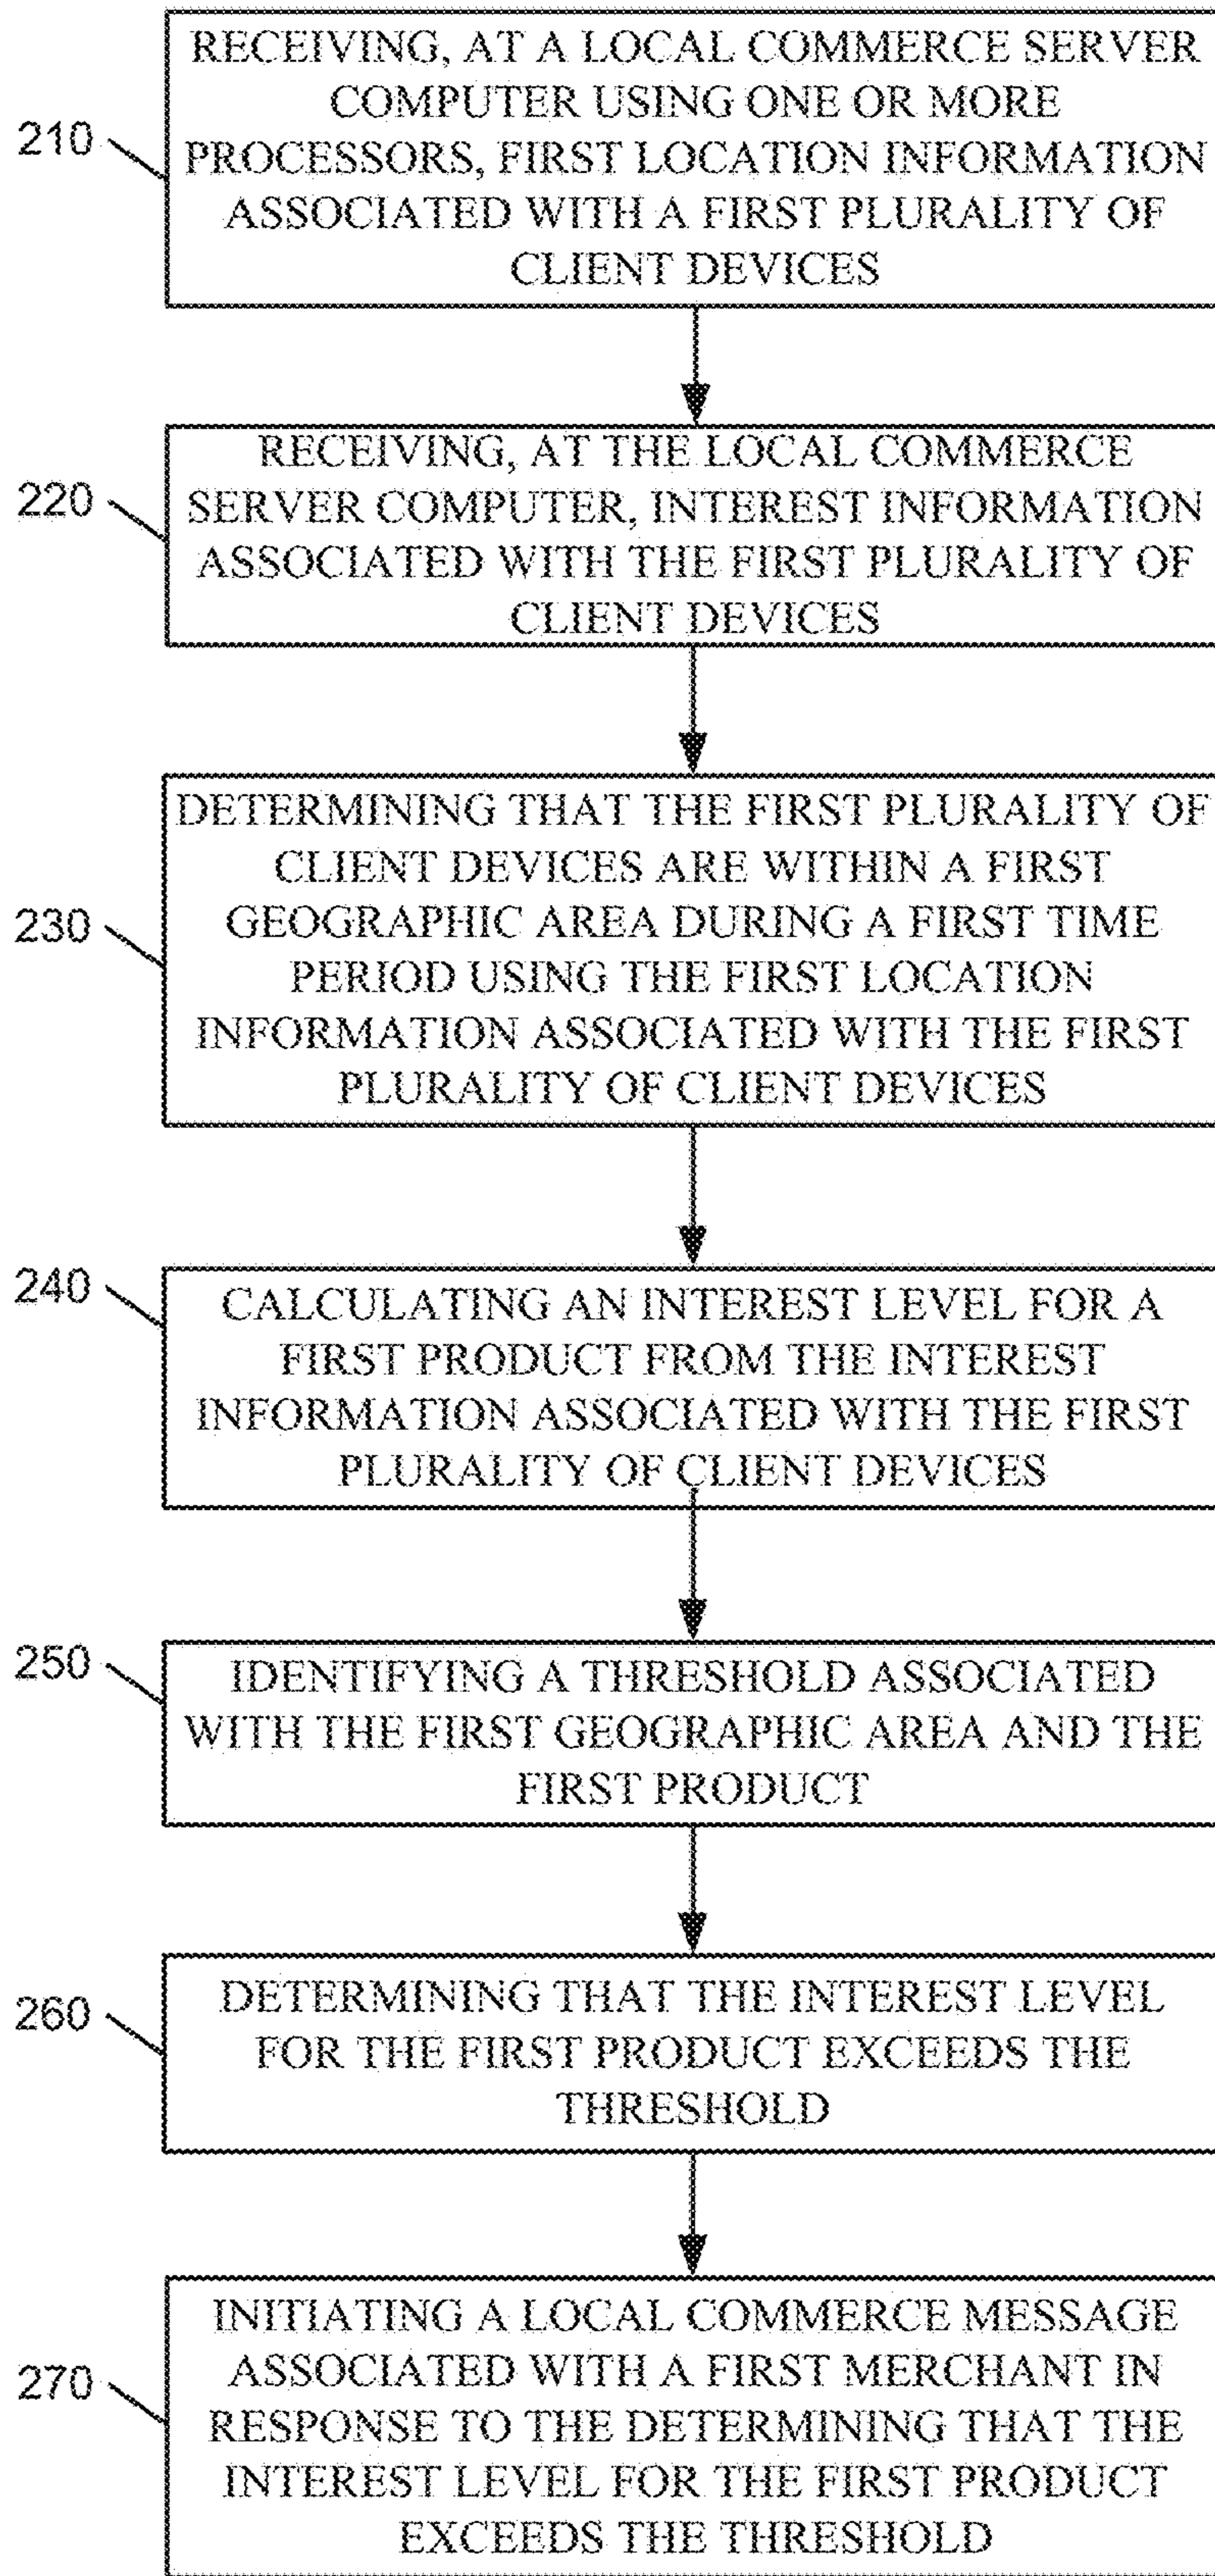 210
RECEIVING, AT A LOCAL COMMERCE SERVER
COMPUTER USING ONE OR MORE
PROCESSORS, FIRST LOCATION INFORMATION
ASSOCIATED WITH A FIRST PLURALITY OF
CLIENT DEVICES
220
RECEIVING, AT THE LOCAL COMMERCE
SERVER COMPUTER, INTEREST INFORMATION
ASSOCIATED WITH THE FIRST PLURALITY OF
CLIENT DEVICES
230
DETERMINING THAT THE FIRST PLURALITY OF
CLIENT DEVICES ARE WITHIN A FIRST
GEOGRAPHIC AREA DURING A FIRST TIME
PERIOD USING THE FIRST LOCATION
INFORMATION ASSOCIATED WITH THE FIRST
PLURALITY OF CLIENT DEVICES
240
CALCULATING AN INTEREST LEVEL FOR A
FIRST PRODUCT FROM THE INTEREST
INFORMATION ASSOCIATED WITH THE FIRST
PLURALITY OF CLIENT DEVICES
250
IDENTIFYING A THRESHOLD ASSOCIATED
WITH THE FIRST GEOGRAPHIC AREA AND THE
FIRST PRODUCT
260
DETERMINING THAT THE INTEREST LEVEL
FOR THE FIRST PRODUCT EXCEEDS THE
THRESHOLD
270
INITIATING A LOCAL COMMERCE MESSAGE
ASSOCIATED WITH A FIRST MERCHANT IN
RESPONSE TO THE DETERMINING THAT THE
INTEREST LEVEL FOR THE FIRST PRODUCT
EXCEEDS THE THRESHOLD